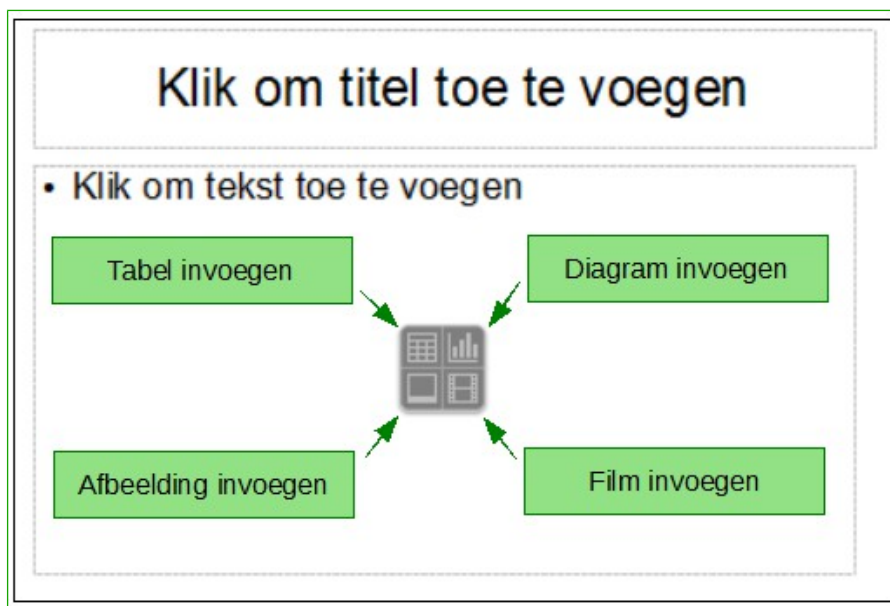 Klik om titel toe te voegen
• Klik om tekst toe te voegen
Tabel invoegen
Diagram invoegen
Afbeelding invoegen
Film invoegen